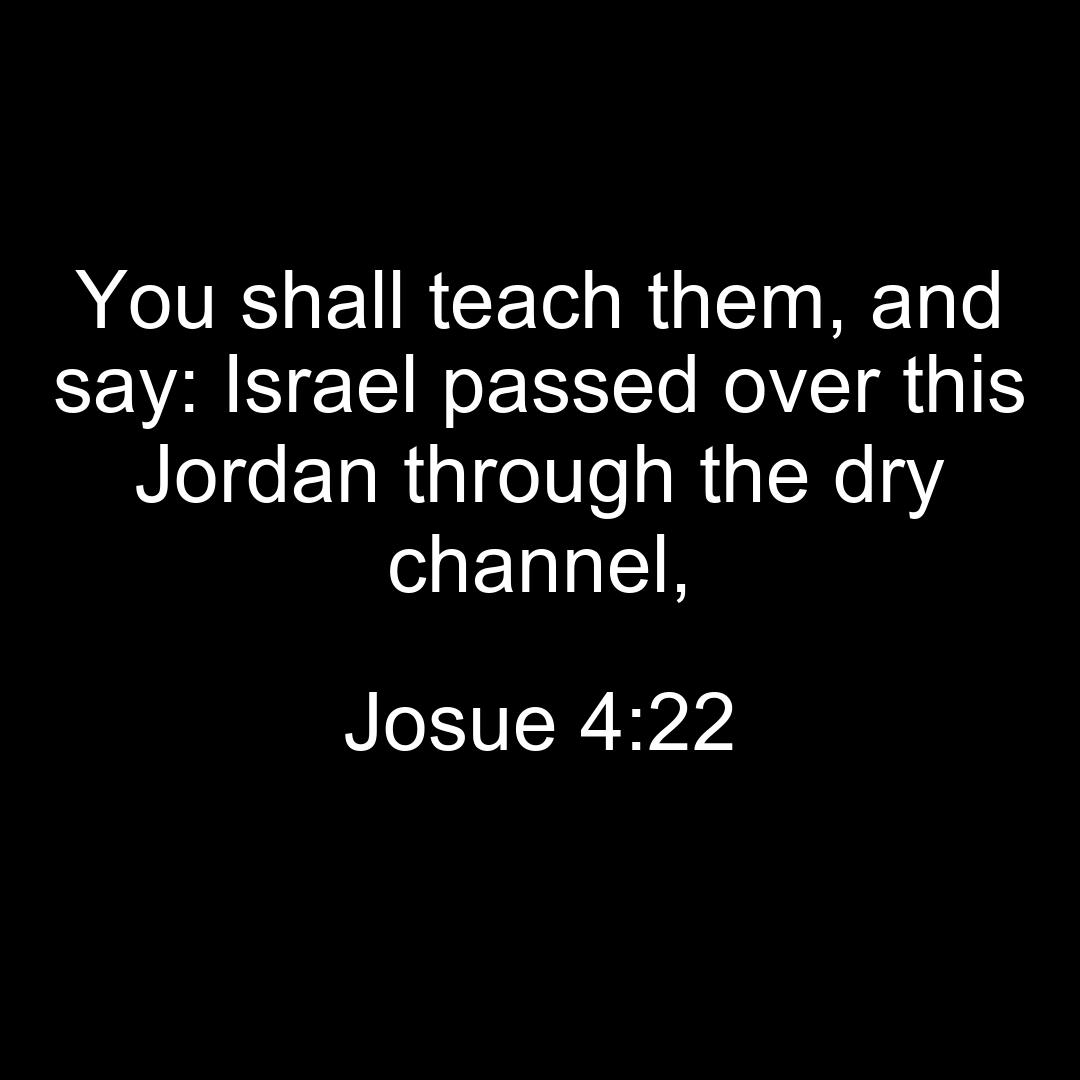 You shall teach them, and
say: Israel passed over this
Jordan through the dry
channel,
Josue 4:22